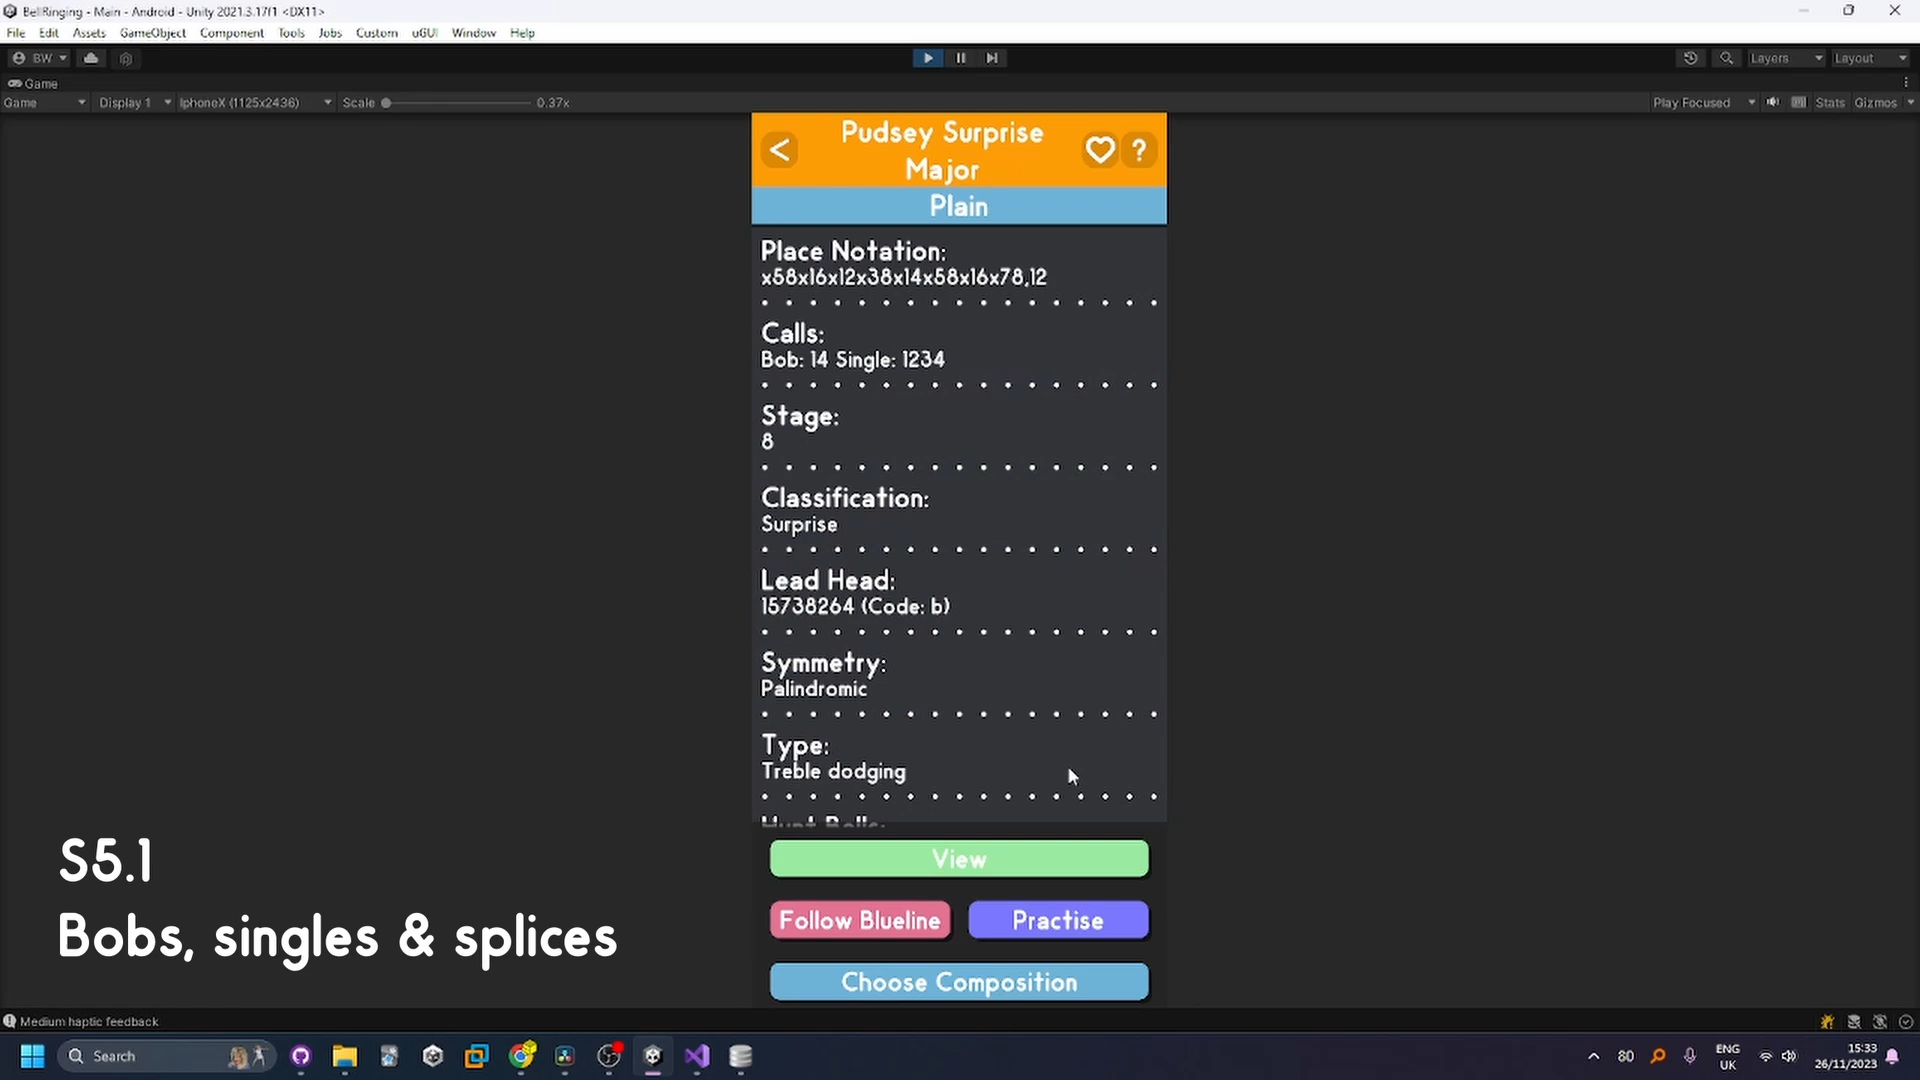 BellRinging - Main - Android - Unity 2021.3.17f1 <DX11>
File Edit Assets GameObject Component Tools Jobs Custom uGUI Window Help
BW Layers Layout
Game
Game Display 1 IphoneX (1125x2436) Scale 0.37x Play Focused Stats Gizmos
< Pudsey Surprise ?
Major
Plain
Place Notation:
x58x16x12x38x14x58x16x78,12
Calls:
Bob: 14 Single: 1234
Stage:
8
Classification:
Surprise
Lead Head:
15738264 (Code: b)
Symmetry:
Palindromic
Type:
Treble dodging
Hunt Bells:
View
Follow Blueline Practise
Choose Composition
S5.1
Bobs, singles & splices
Medium haptic feedback
Search
80
ENG
UK
15:33
26/11/2023